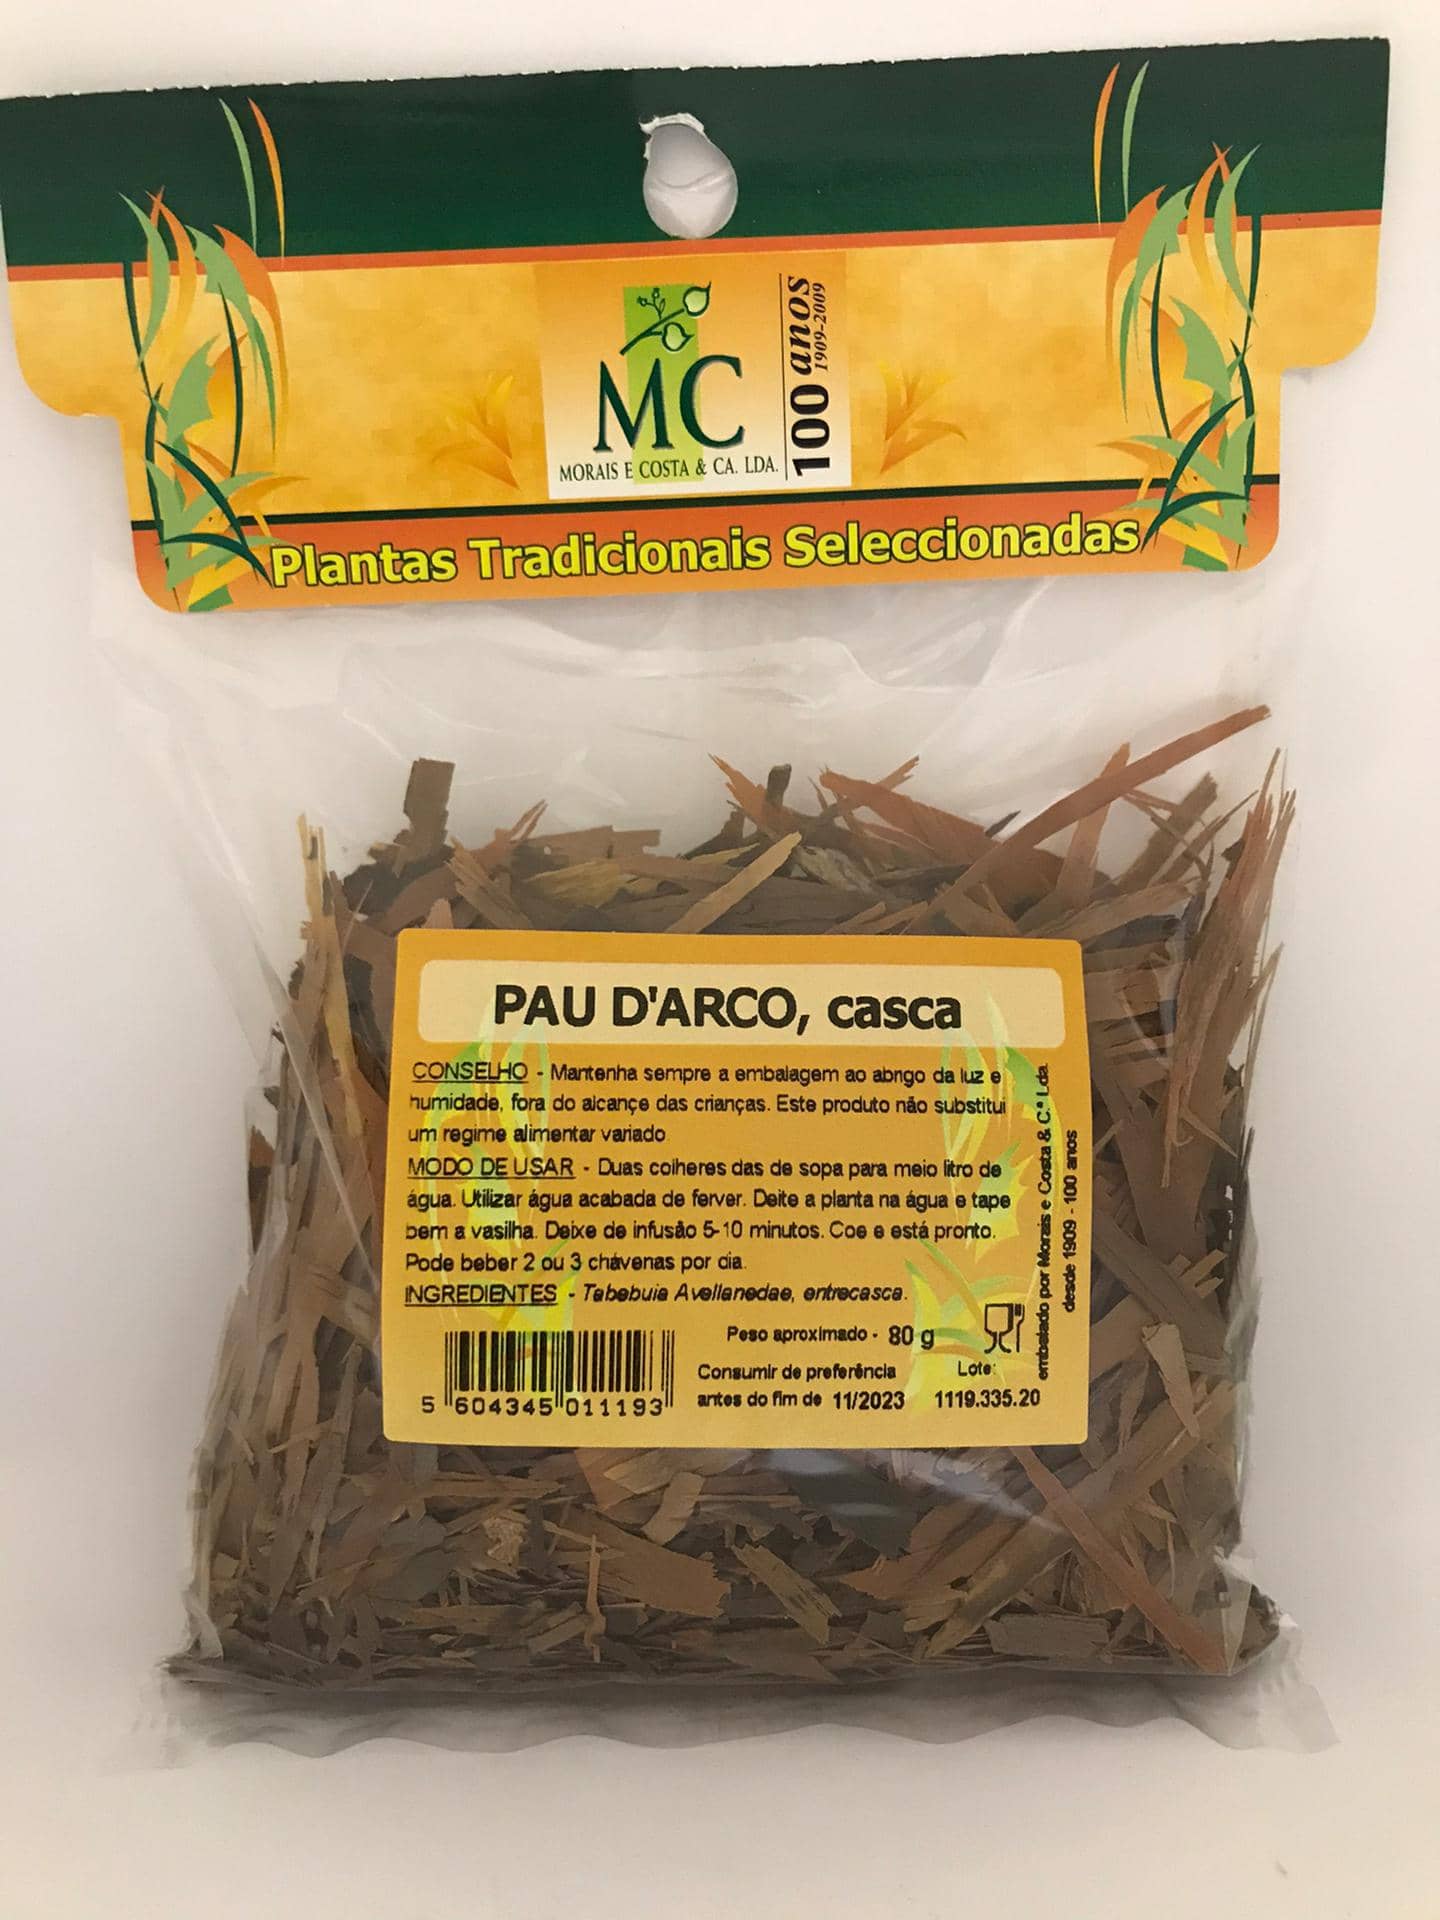 MC
MORAIS E COSTA & CA. LDA.
100 anos
1909-2009
Plantas Tradicionais Seleccionadas
PAU D'ARCO, casca
CONSELHO - Mantenha sempre a embalagem ao abrigo da luz e
humidade, fora do alcance das crianças. Este produto não substitui
um regime alimentar variado.
MODO DE USAR - Duas colheres das de sopa para meio litro de
água. Utilizar água acabada de ferver. Deite a planta na água e tape
bem a vasilha. Deixe de infusão 5-10 minutos. Coe e está pronto.
Pode beber 2 ou 3 chávenas por dia.
INGREDIENTES - Tabebuia Avellanedae, entrecasca.
Peso aproximado - 80 g
Consumir de preferência
antes do fim de 11/2023
Lote:
1119.335.20
5 604345 011193
embalado por Morais e Costa & C.ª Lda.
desde 1909 - 100 anos